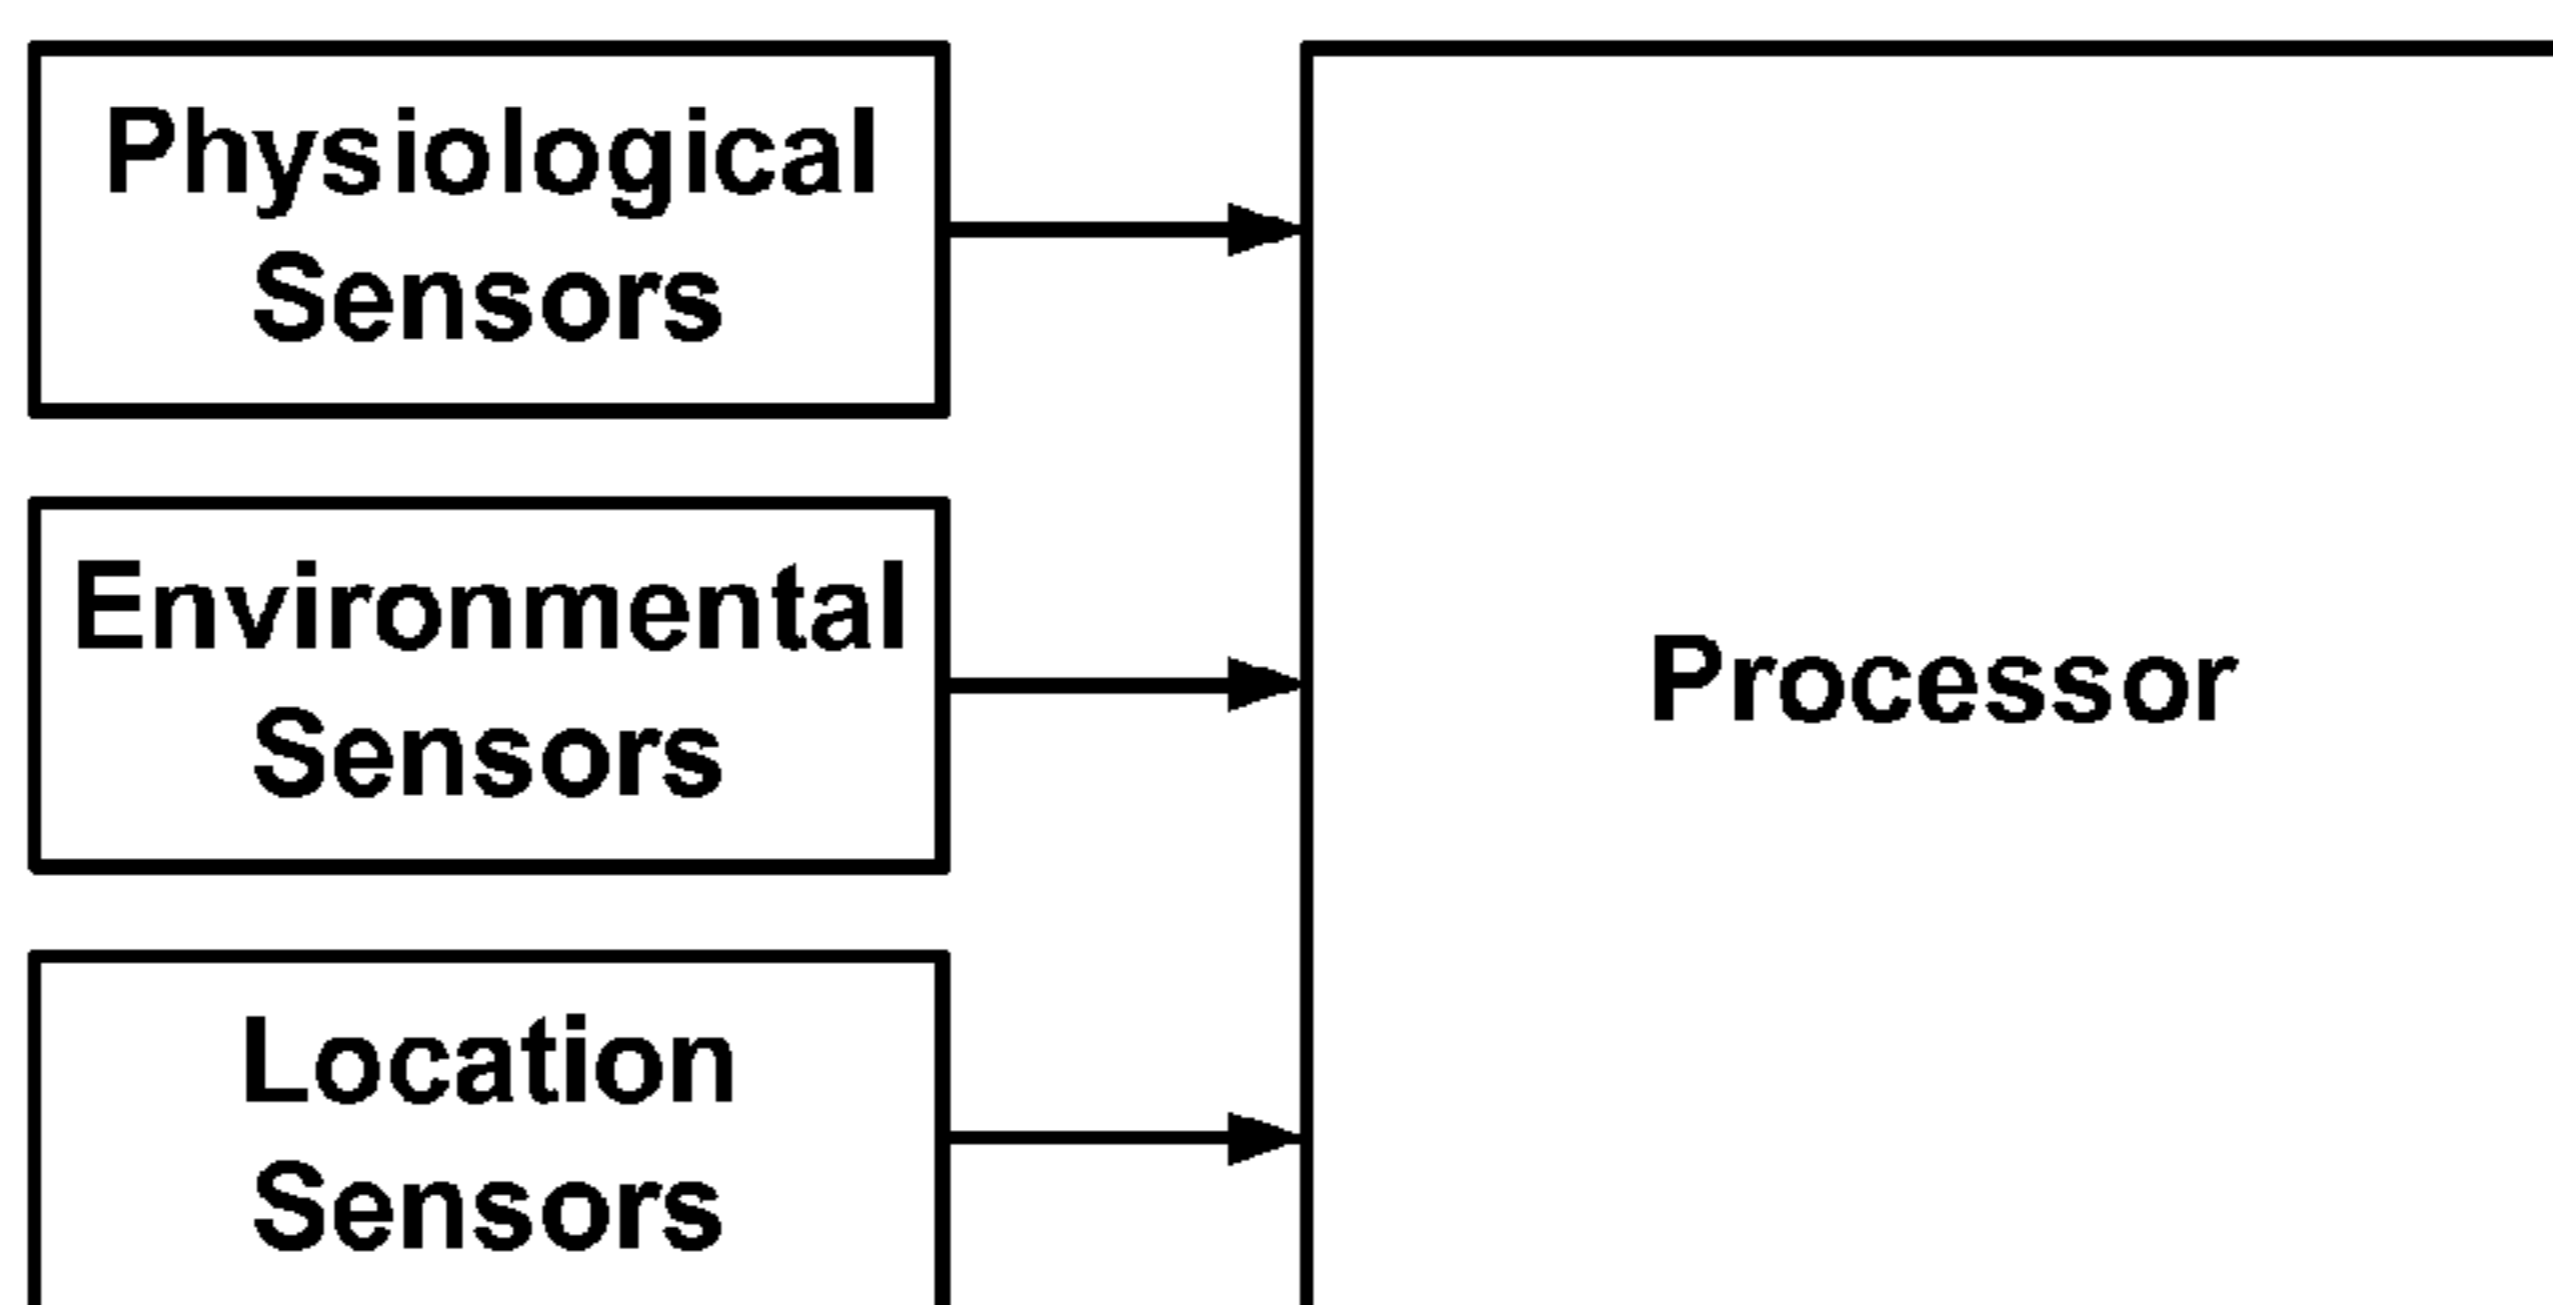 Physiological
Sensors
Environmental
Sensors
Processor
Location
Sensors